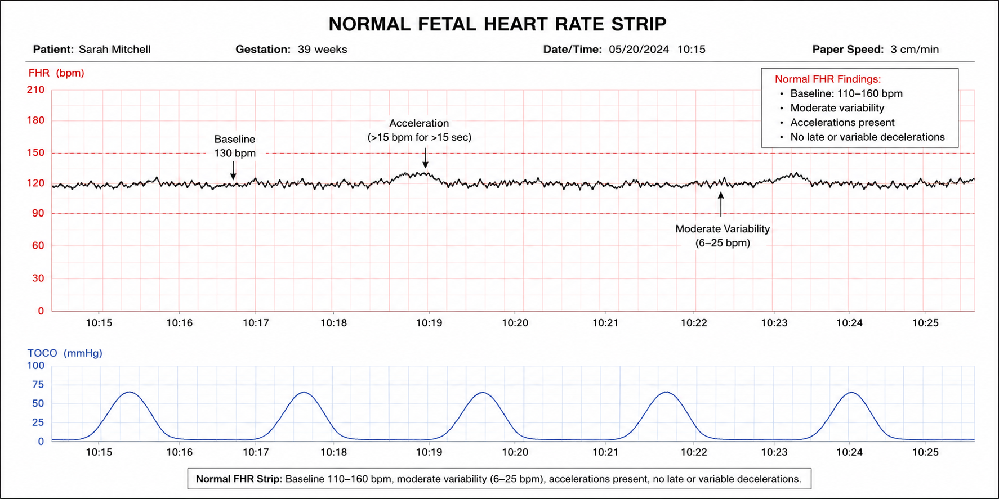 NORMAL FETAL HEART RATE STRIP
Patient: Sarah Mitchell Gestation: 39 weeks Date/Time: 05/20/2024 10:15 Paper Speed: 3 cm/min
FHR (bpm)
Normal FHR Findings:
• Baseline: 110–160 bpm
• Moderate variability
• Accelerations present
• No late or variable decelerations
210
180
150
120
90
60
30
0
Baseline
130 bpm
Acceleration
(>15 bpm for >15 sec)
Moderate Variability
(6–25 bpm)
10:15 10:16 10:17 10:18 10:19 10:20 10:21 10:22 10:23 10:24 10:25
TOCO (mmHg)
100
75
50
25
0
10:15 10:16 10:17 10:18 10:19 10:20 10:21 10:22 10:23 10:24 10:25
Normal FHR Strip: Baseline 110–160 bpm, moderate variability (6–25 bpm), accelerations present, no late or variable decelerations.